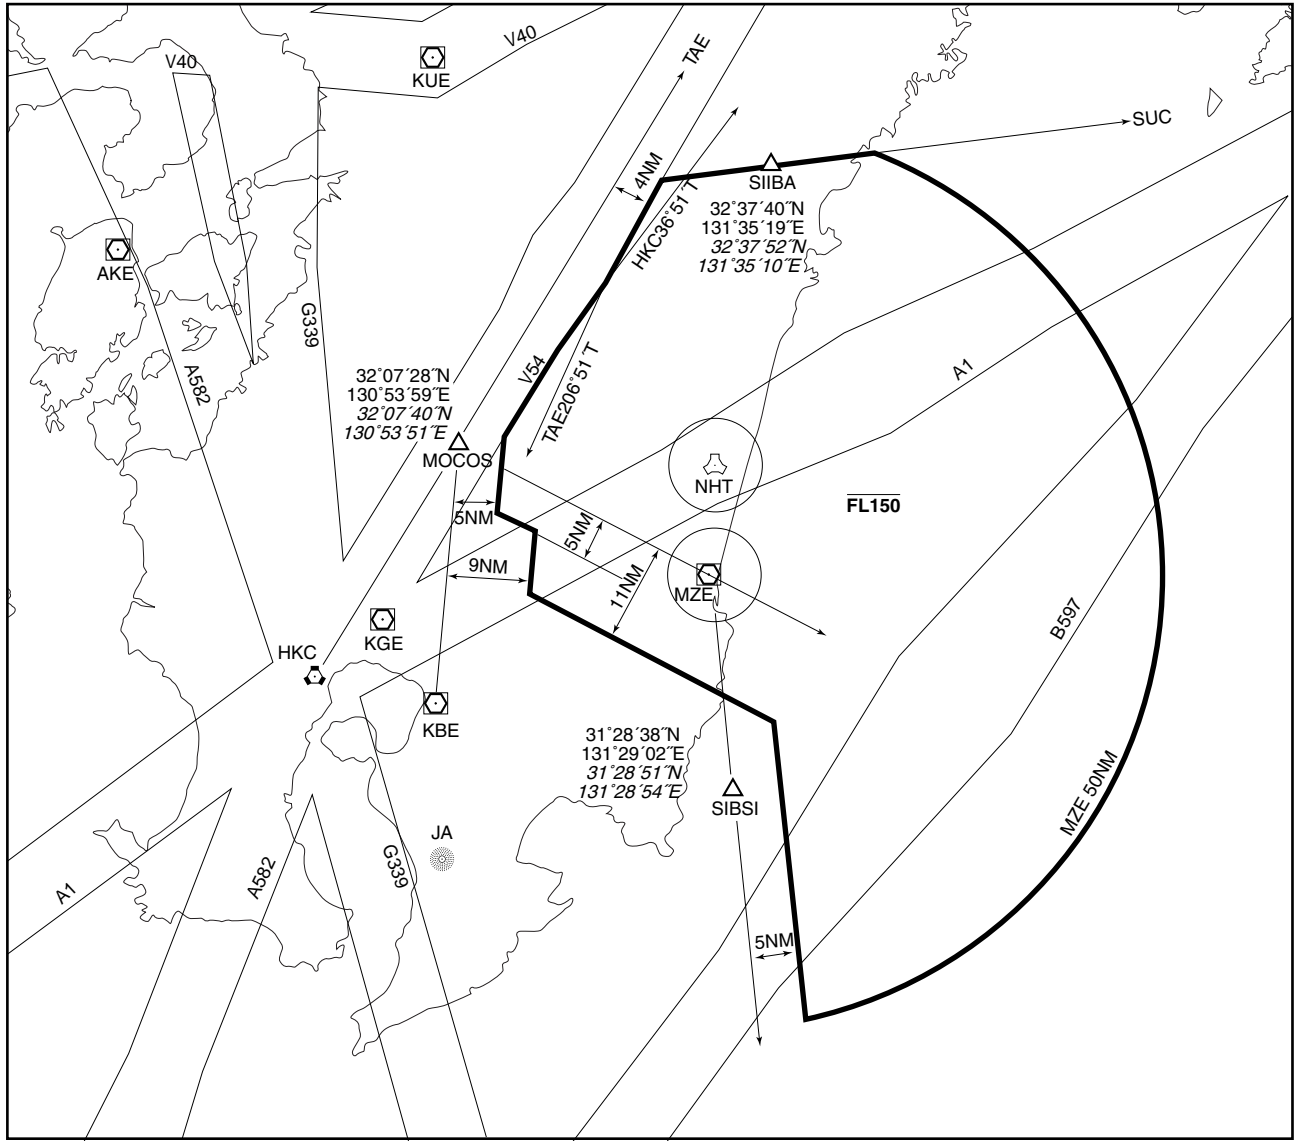 V40
TAE
V40
KUE
SUC
4NM
SIIBA
32°37´40˝N
131°35´19˝E
32°37´52˝N
131°35´10˝E
HKC36°51´T
AKE
G339
A582
V54
TAE206°51´T
A1
32°07´28˝N
130°53´59˝E
32°07´40˝N
130°53´51˝E
MOCOS
NHT
FL150
5NM
5NM
9NM
11NM
MZE
B597
KGE
HKC
KBE
31°28´38˝N
131°29´02˝E
31°28´51˝N
131°28´54˝E
SIBSI
MZE 50NM
JA
G339
A582
A1
5NM